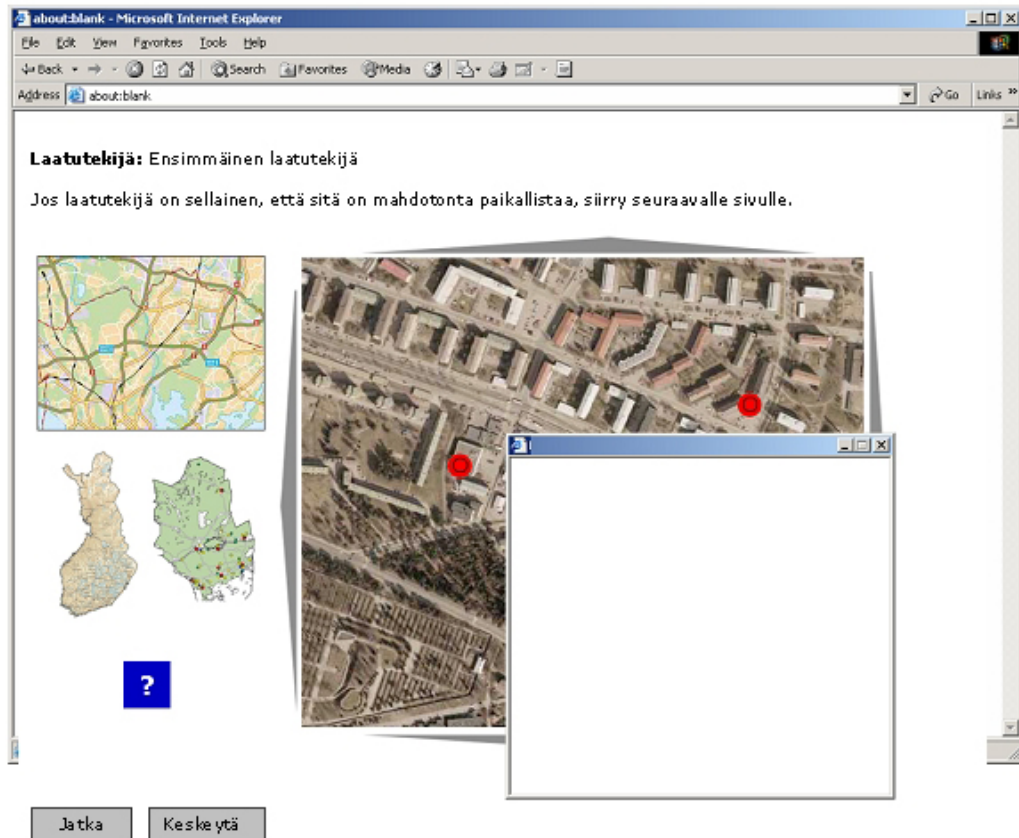 about:blank - Microsoft Internet Explorer
File Edit View Favorites Tools Help
Back Search Favorites Media
Address about:blank Go Links »
Laatutekijä: Ensimmäinen laatutekijä
Jos laatutekijä on sellainen, että sitä on mahdotonta paikallistaa, siirry seuraavalle sivulle.
?
Jatka Keskeytä